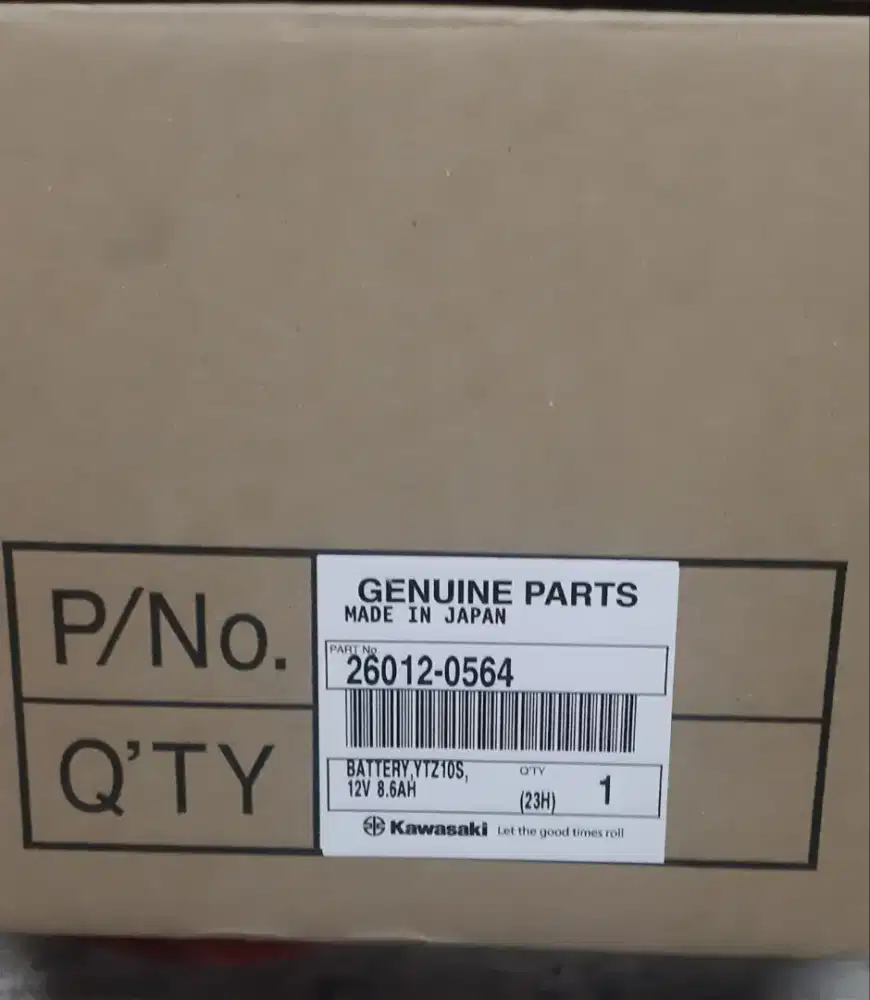 P/No.
Q'TY
GENUINE PARTS
MADE IN JAPAN
PART No.
26012-0564
BATTERY,YTZ10S,
12V 8.6AH
Q'TY
(23H)
1
Kawasaki Let the good times roll